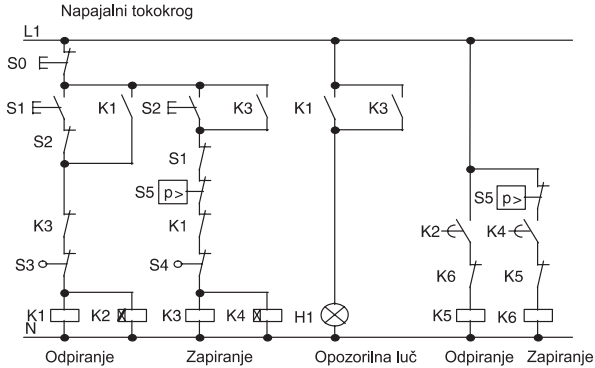 Napajalni tokokrog
L1
S0
S1 K1 S2 K3 K1 K3
S2
S1
S5 p> S5 p>
K3 K1 K2 K4
S3 S4 K6 K5
K1 K2 K3 K4 H1 K5 K6
N
Odpiranje Zapiranje Opozorilna luč Odpiranje Zapiranje